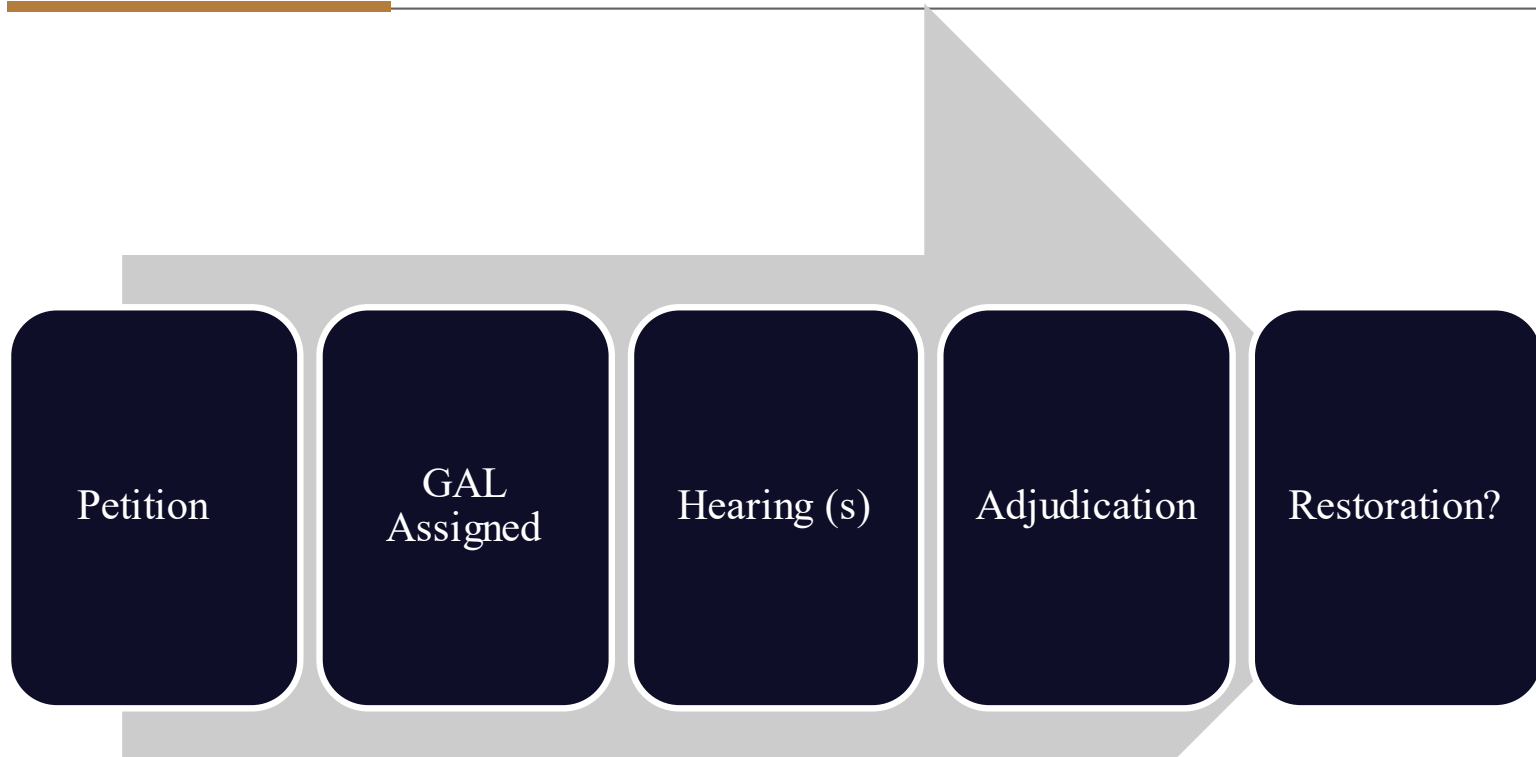 Petition
GAL
Assigned
Hearing (s)
Adjudication
Restoration?